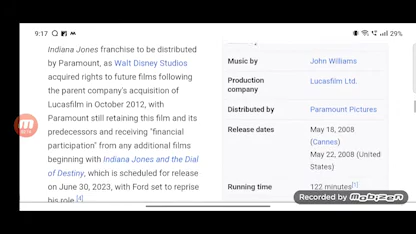 9:17
29%
Indiana Jones franchise to be distributed
by Paramount, as Walt Disney Studios
acquired rights to future films following
the parent company's acquisition of
Lucasfilm in October 2012, with
Paramount still retaining this film and its
predecessors and receiving "financial
participation" from any additional films
beginning with Indiana Jones and the Dial
of Destiny, which is scheduled for release
on June 30, 2023, with Ford set to reprise
his role.[4]
Music by John Williams
Production Lucasfilm Ltd.
company
Distributed by Paramount Pictures
Release dates May 18, 2008
(Cannes)
May 22, 2008 (United
States)
Running time 122 minutes[1]
Recorded by mobizen